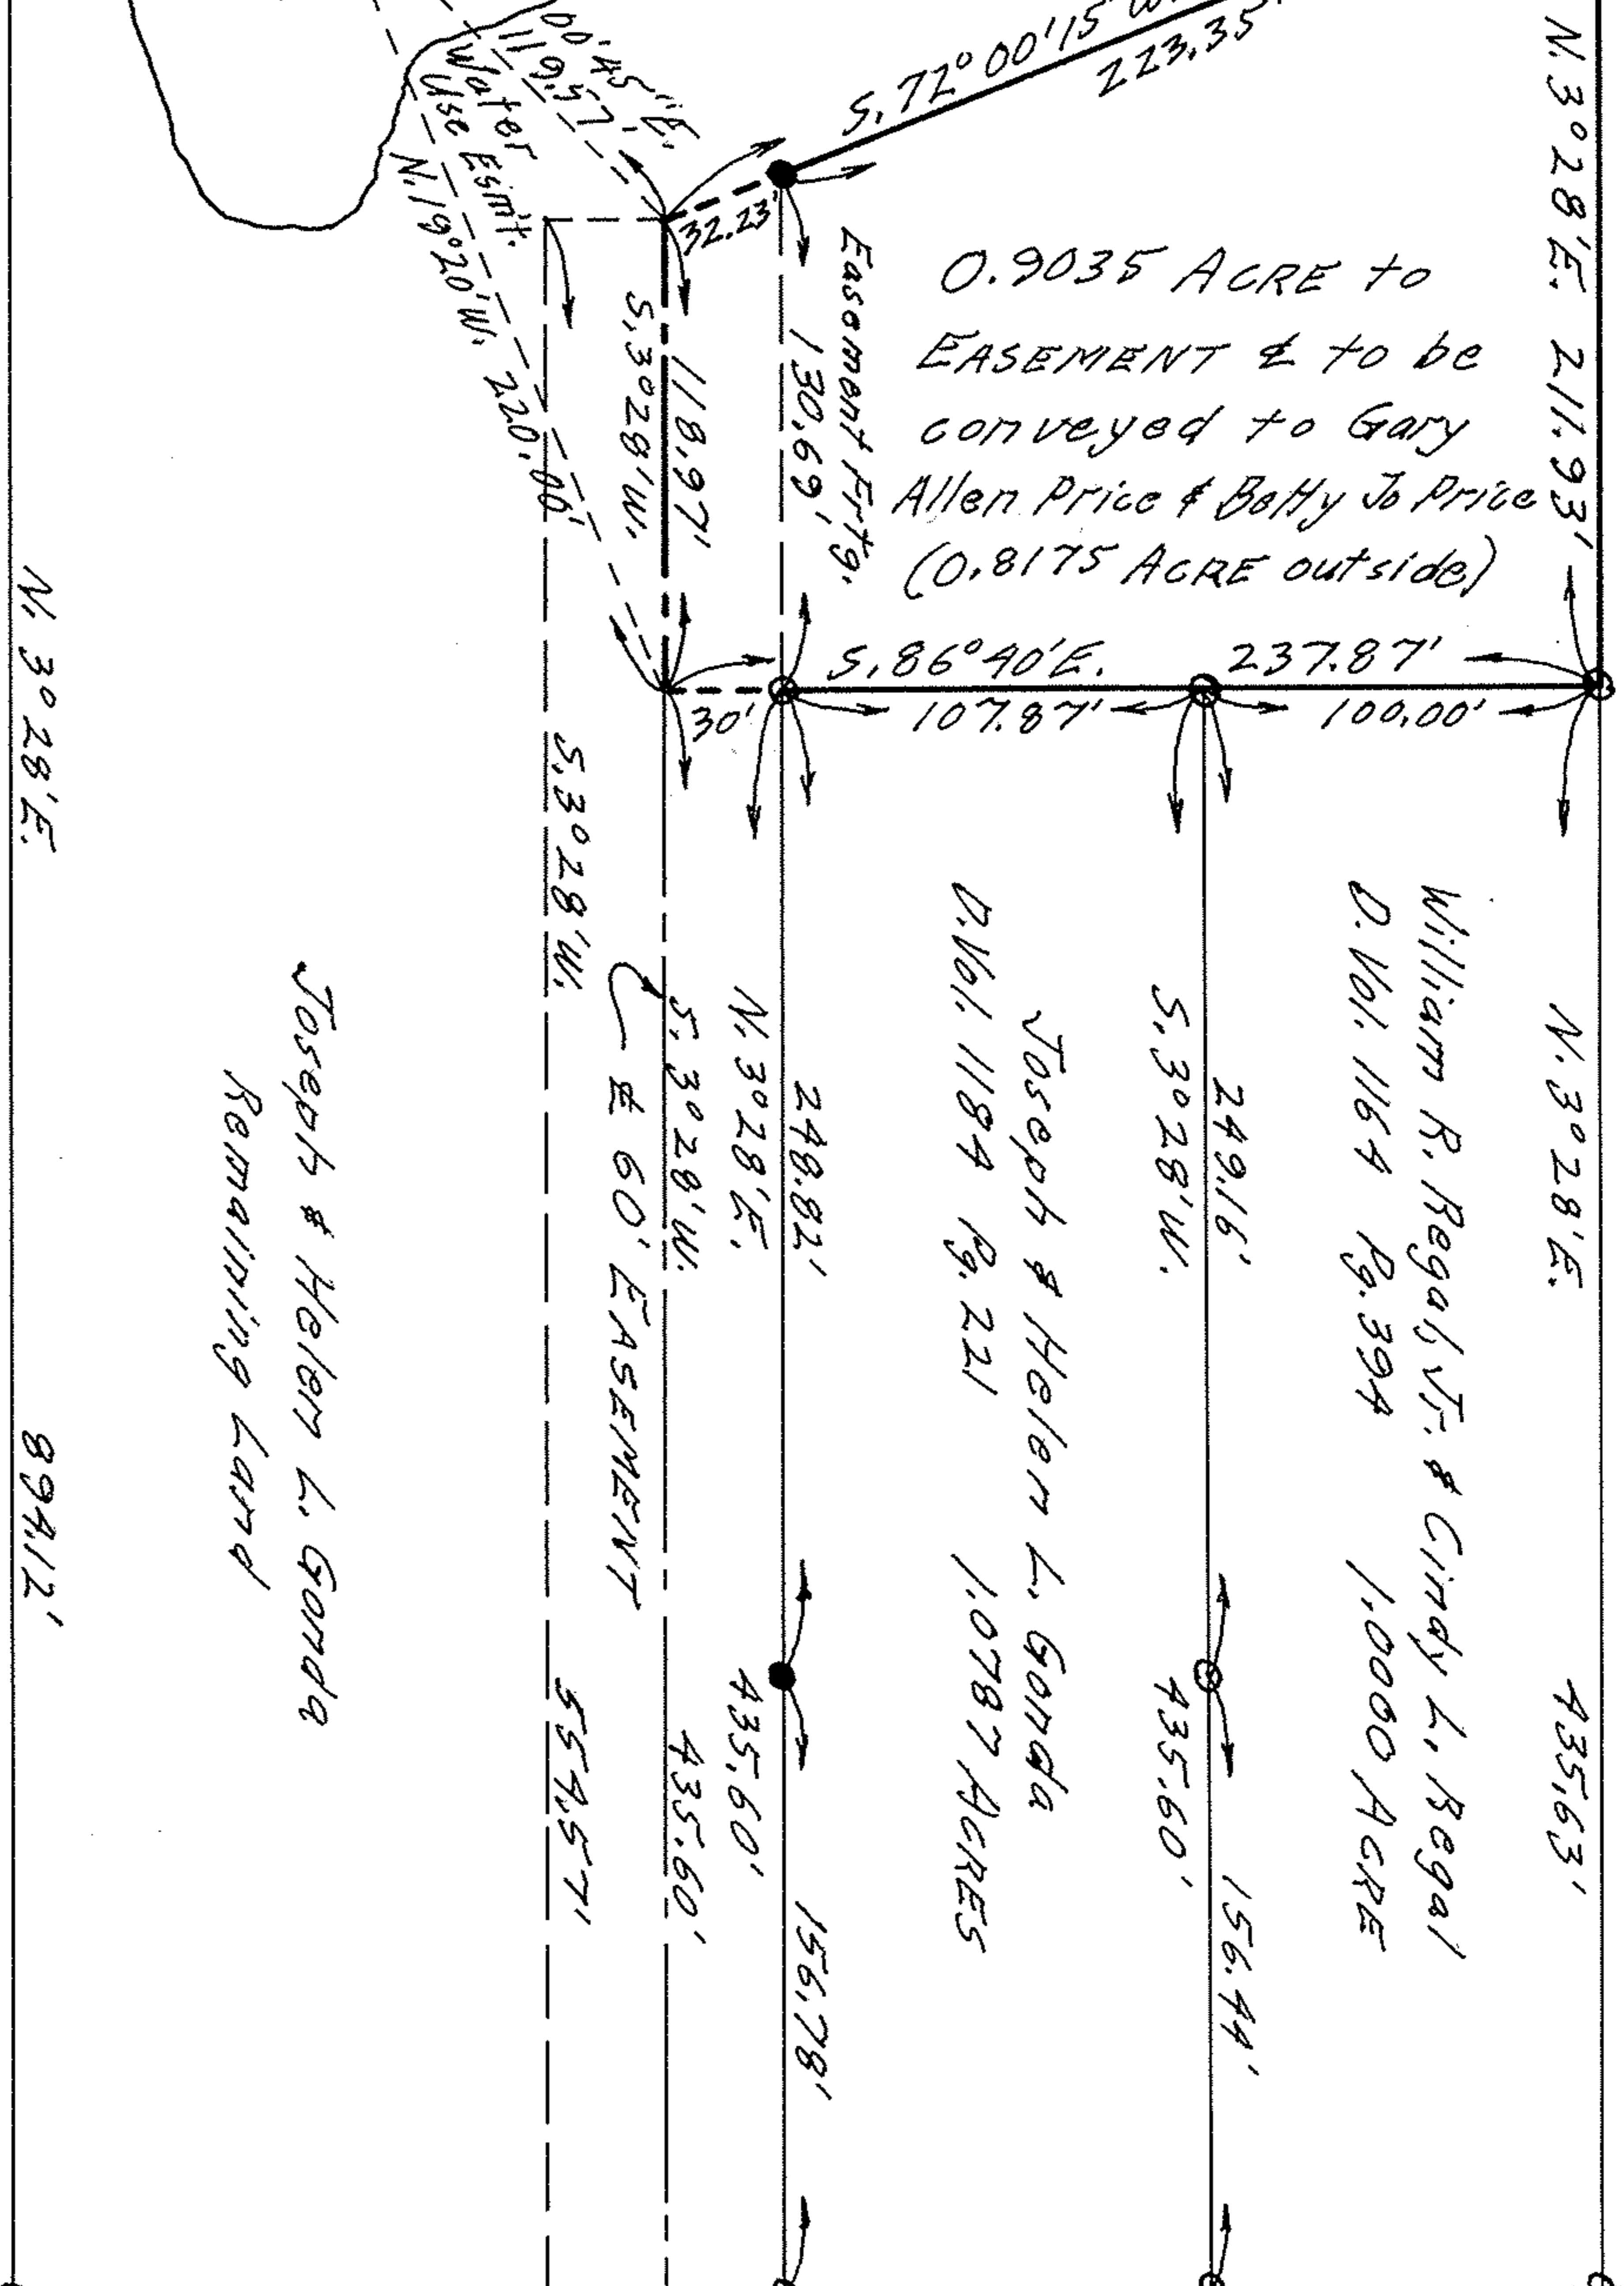 S. 72° 00' 15"
223.35'
N. 3° 28' E. 211.93'
00' 45" E.
119.57'
Water
Use Esm't.
N. 19° 20' W. 220.00'
32.23'
Easement Frtg.
130.69'
118.97'
S. 3° 28' W.
0.9035 ACRE to
EASEMENT & to be
conveyed to Gary
Allen Price & Betty Jo Price
(0.8175 ACRE outside)
S. 86° 40' E. 237.87'
30' 107.87' 100.00'
N. 3° 28' E. 435.63'
William R. Regal, Jr. & Cindy L. Regal
D. Vol. 1164 Pg. 394 1.0000 ACRE
249.16' 156.44'
S. 3° 28' W. 435.60'
Joseph & Helen L. Gonda
D. Vol. 1184 Pg. 221 1.0787 ACRES
248.82' 156.78'
N. 3° 28' E. 435.60'
S. 3° 28' W. 435.60'
℄ 60' EASEMENT
S. 3° 28' W. 554.57'
Joseph & Helen L. Gonda
Remaining Land
N. 3° 28' E. 894.12'